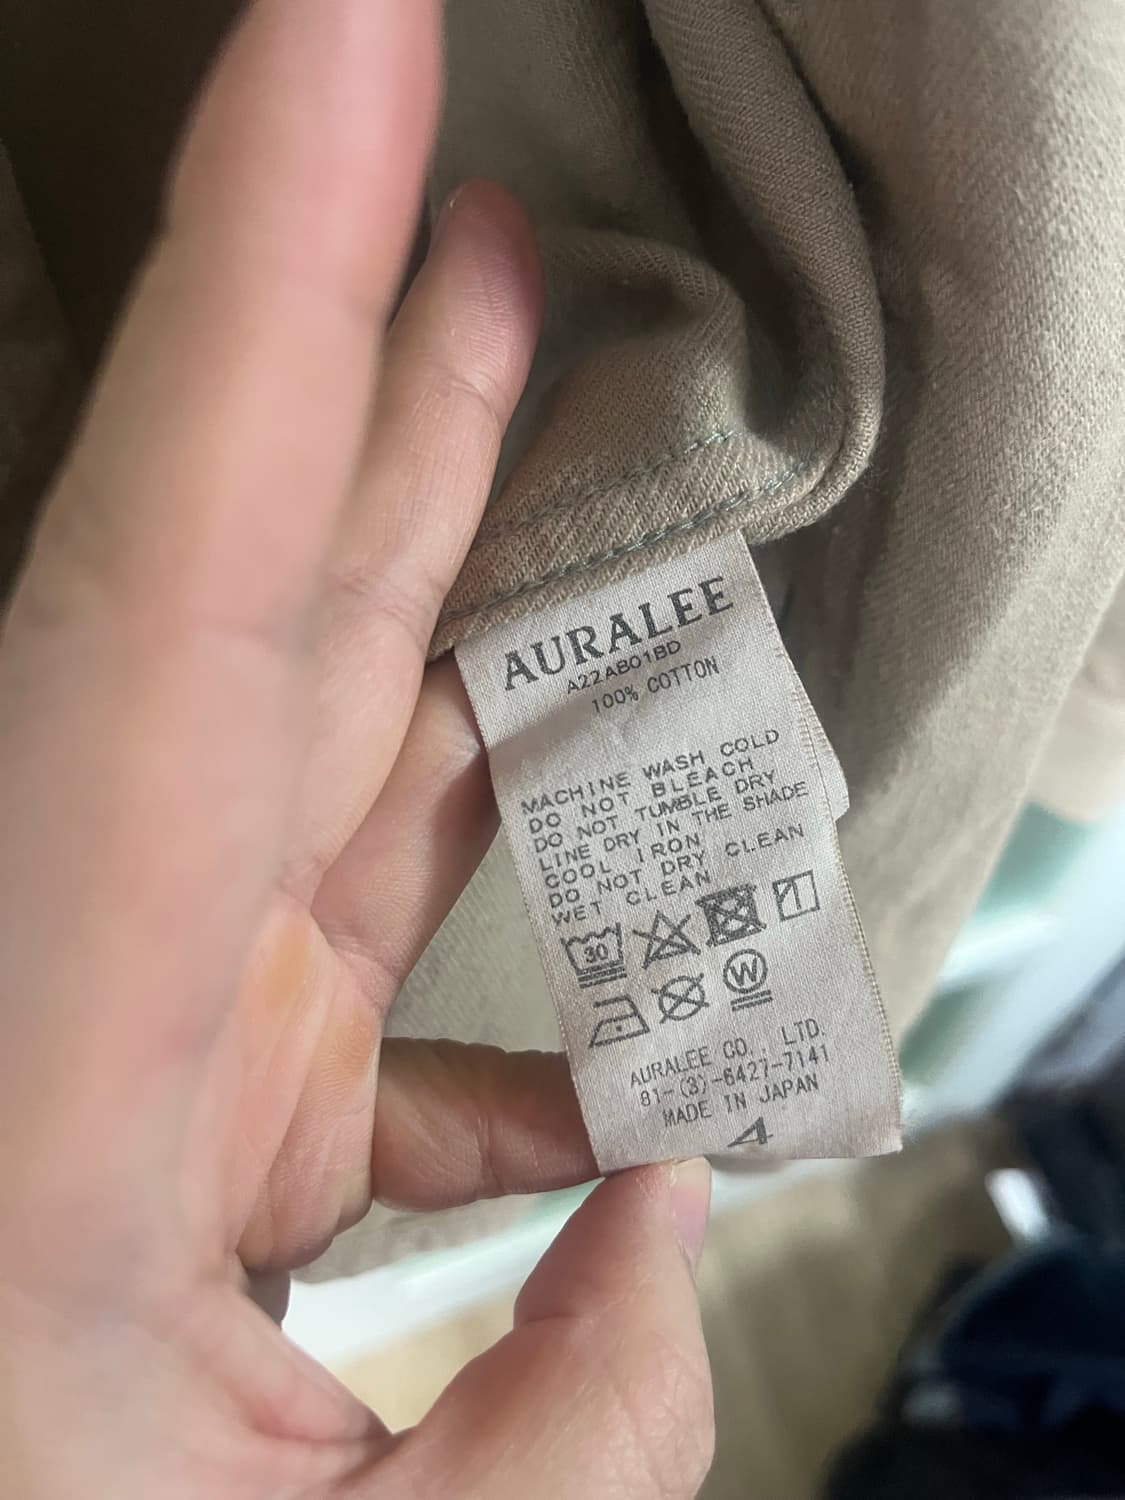 AURALEE
A22AB01BD
100% COTTON
MACHINE WASH COLD
DO NOT BLEACH
DO NOT TUMBLE DRY
LINE DRY IN THE SHADE
COOL IRON
DO NOT DRY CLEAN
WET CLEAN
30
W
AURALEE CO., LTD.
81-(3)-6427-7141
MADE IN JAPAN
4